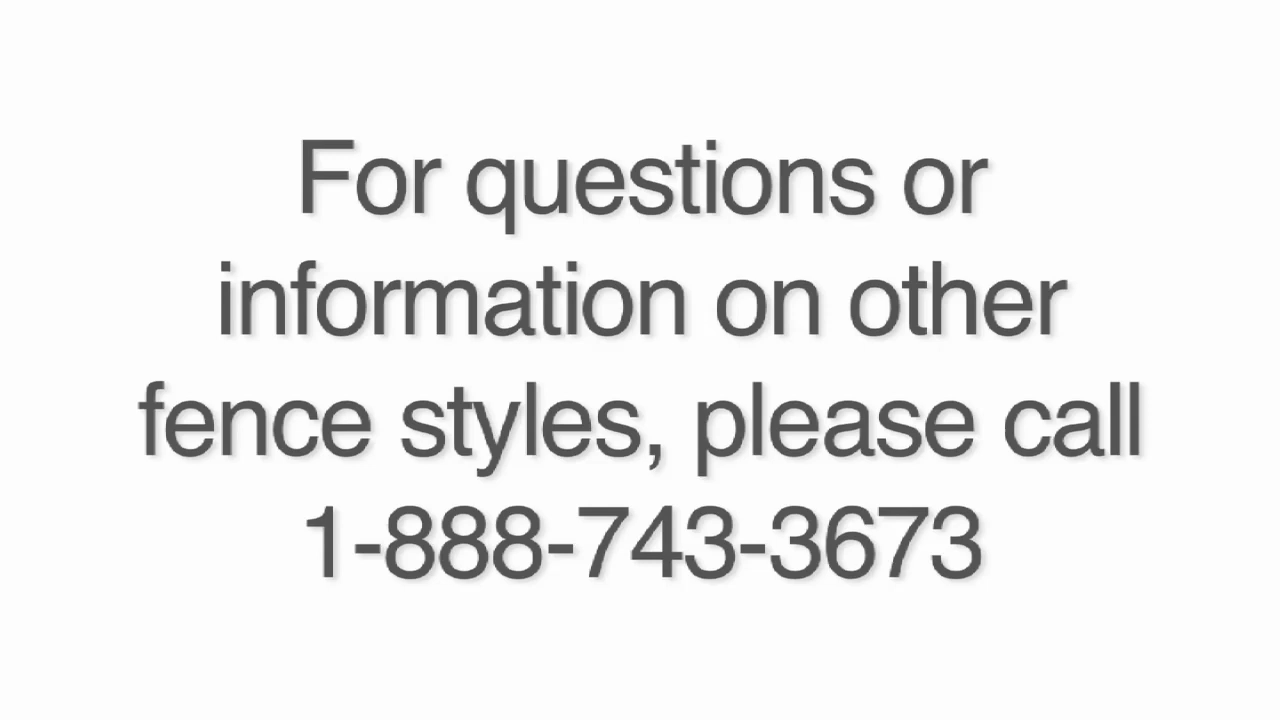 For questions or
information on other
fence styles, please call
1-888-743-3673